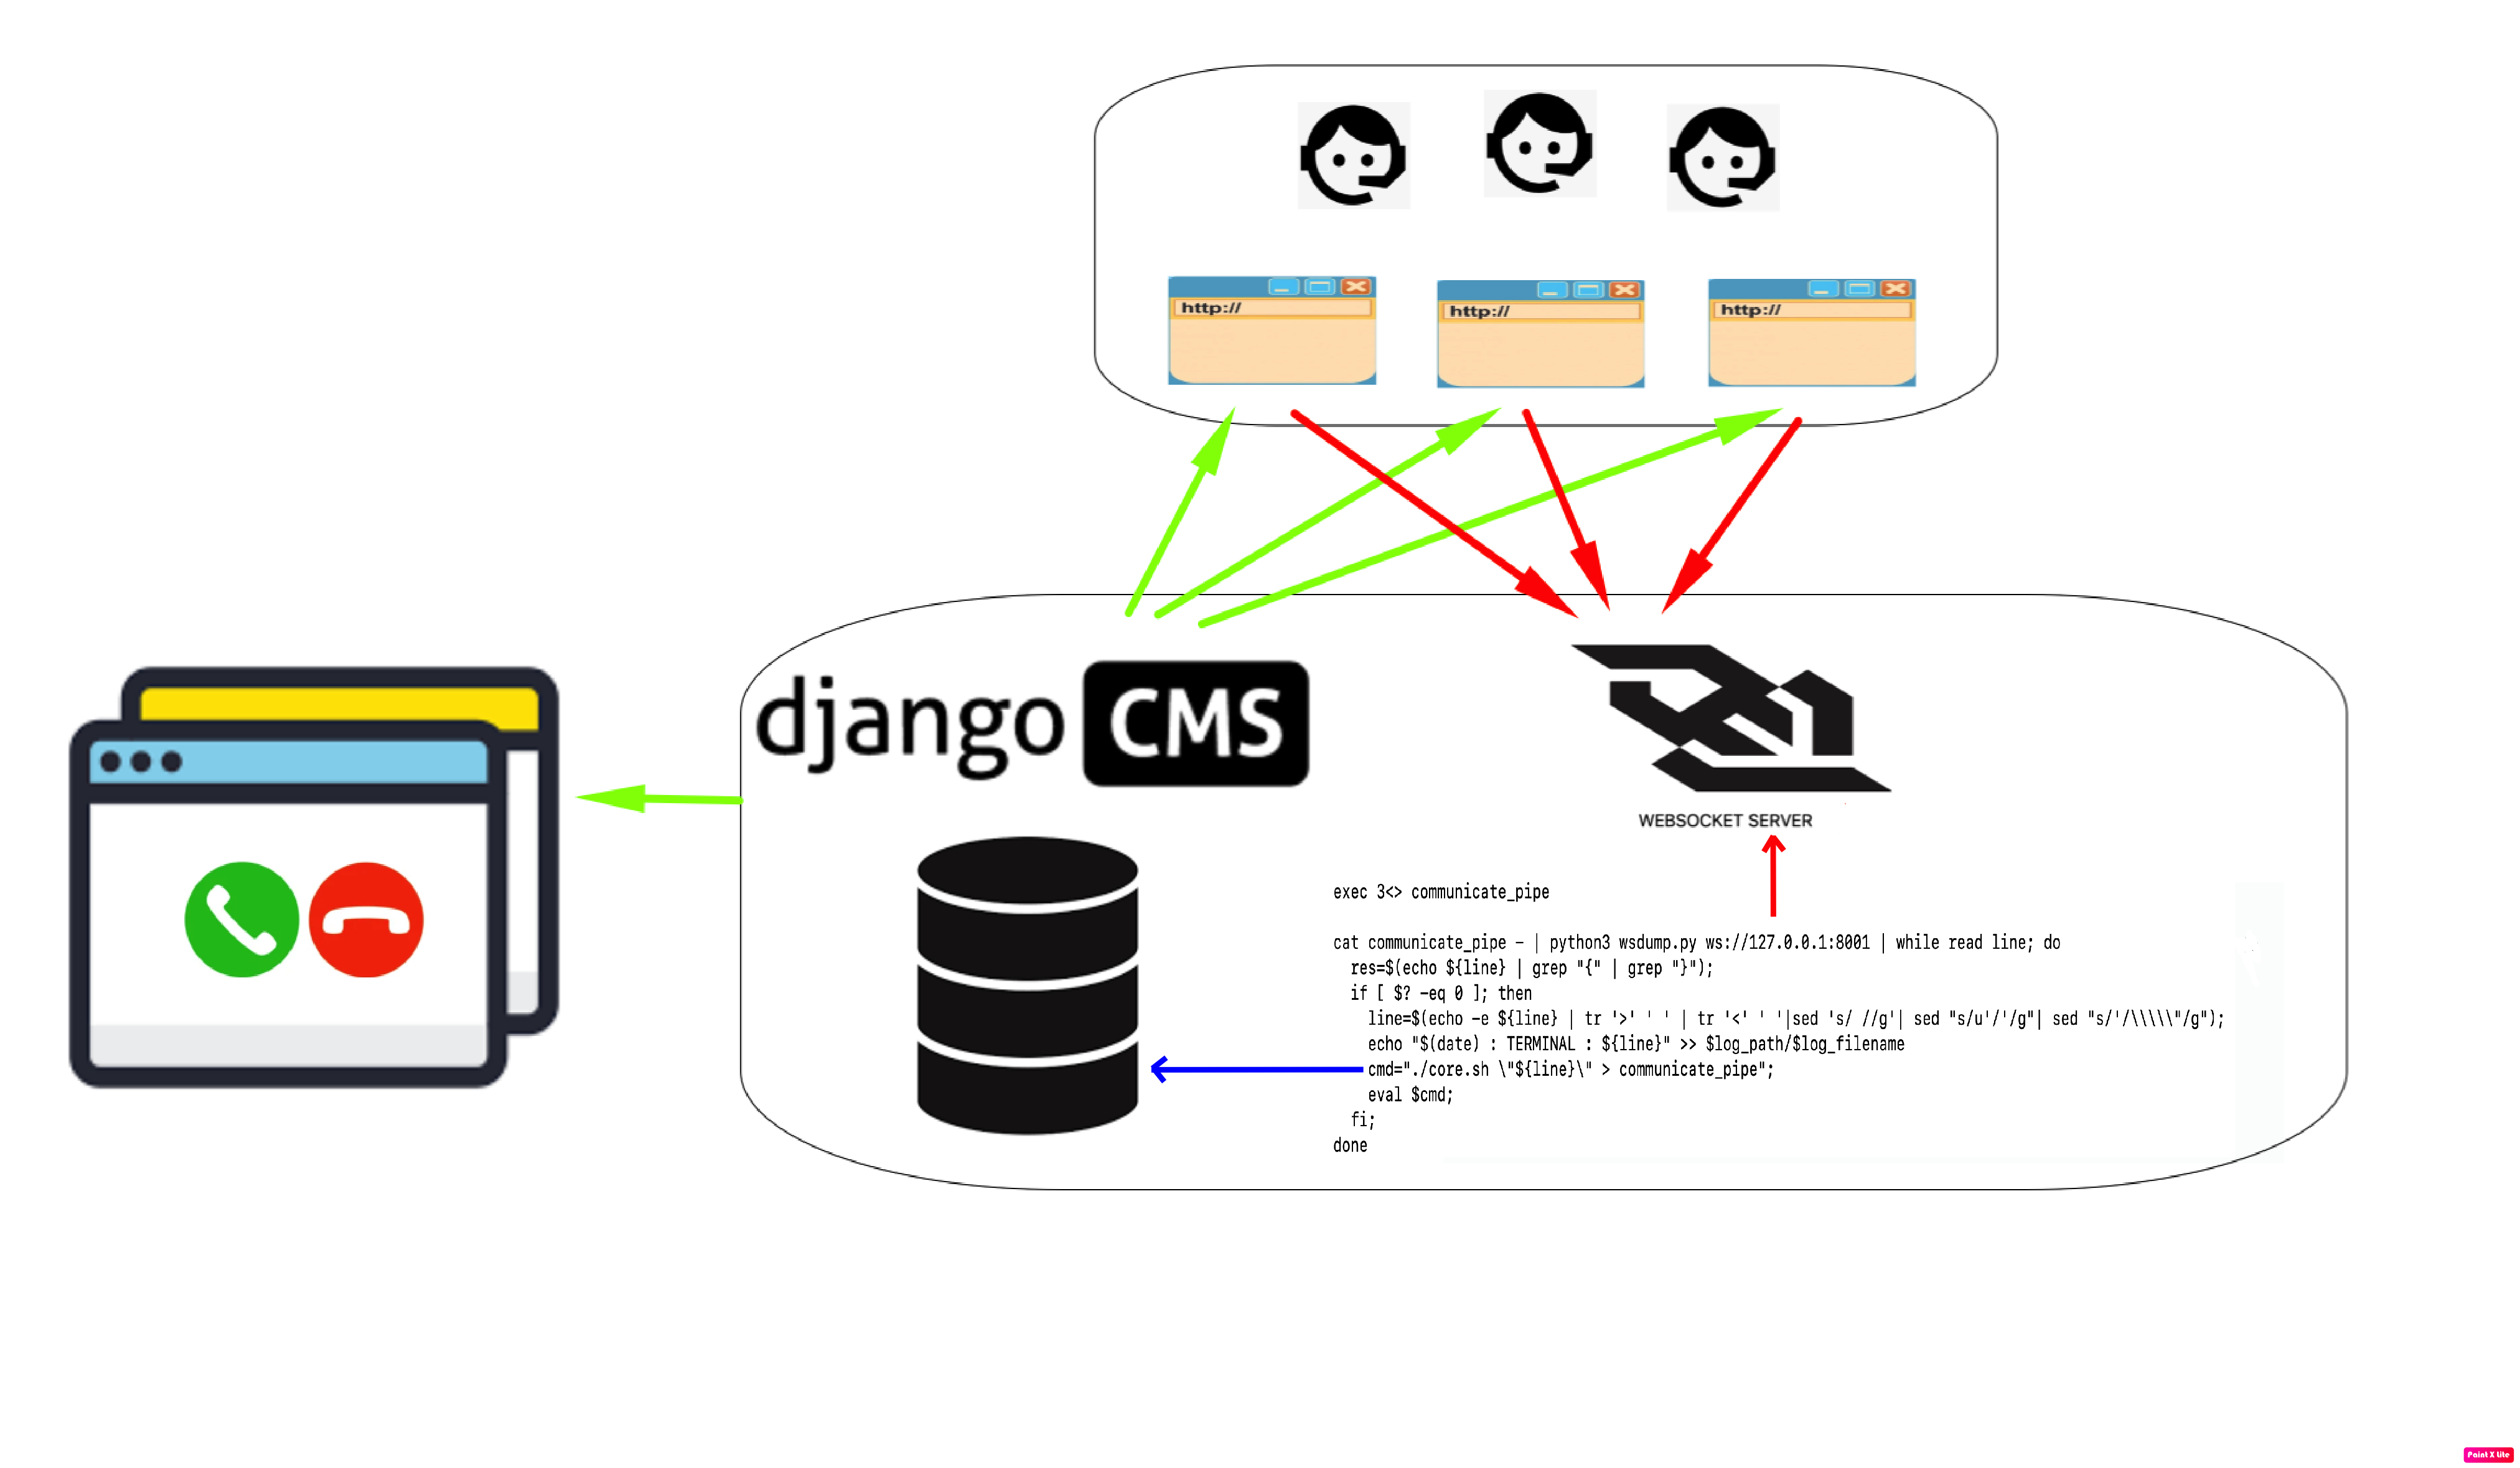 http://
http://
http://
django CMS
WEBSOCKET SERVER
exec 3<> communicate_pipe
cat communicate_pipe - | python3 wsdump.py ws://127.0.0.1:8001 | while read line; do
res=$(echo ${line} | grep "{" | grep "}");
if [ $? -eq 0 ]; then
line=$(echo -e ${line} | tr '>' ' ' | tr '<' ' '|sed 's/ //g'| sed "s/u'/'/g"| sed "s/'/\\\\\"/g");
echo "$(date) : TERMINAL : ${line}" >> $log_path/$log_filename
cmd="./core.sh \"${line}\" > communicate_pipe";
eval $cmd;
fi;
done
Paint X Lite